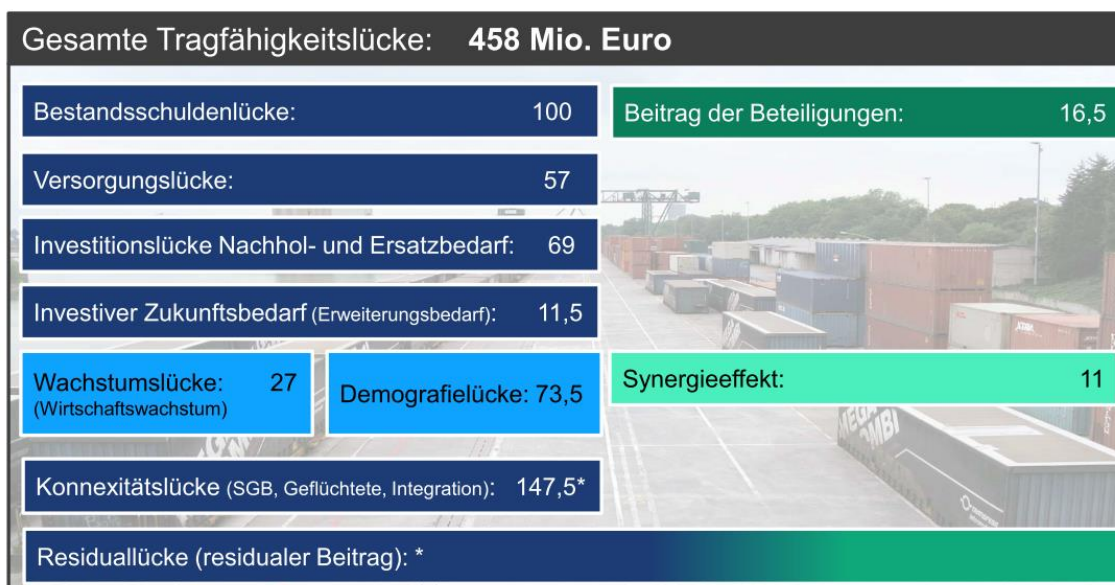 Gesamte Tragfähigkeitslücke: 458 Mio. Euro
Bestandsschuldenlücke: 100
Beitrag der Beteiligungen: 16,5
Versorgungslücke: 57
Investitionslücke Nachhol- und Ersatzbedarf: 69
Investiver Zukunftsbedarf (Erweiterungsbedarf): 11,5
Wachstumslücke: 27
(Wirtschaftswachstum)
Demografielücke: 73,5
Synergieeffekt: 11
Konnexitätslücke (SGB, Geflüchtete, Integration): 147,5*
Residuallücke (residualer Beitrag): *